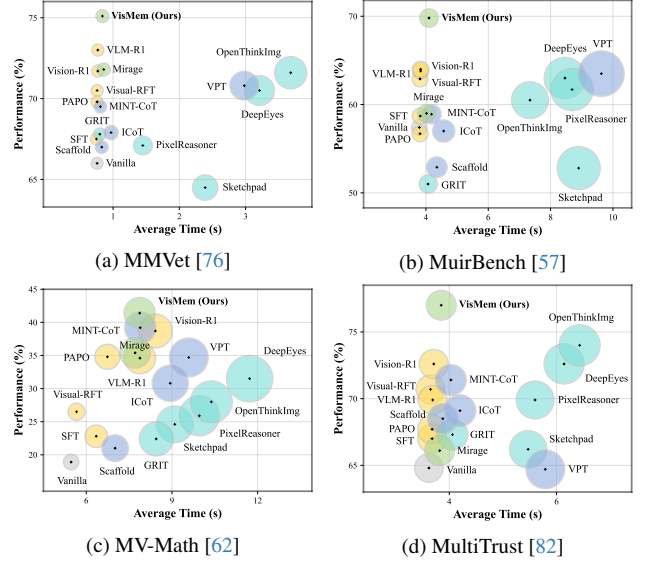 Performance (%)
75
70
65
VisMem (Ours)
VLM-R1
Vision-R1
Mirage
Visual-RFT
PAPO
MINT-CoT
GRIT
ICoT
SFT
Scaffold
Vanilla
PixelReasoner
Sketchpad
VPT
DeepEyes
OpenThinkImg
1
2
3
Average Time (s)
(a) MMVet [76]
Performance (%)
70
60
50
VisMem (Ours)
Vision-R1
VLM-R1
Visual-RFT
Mirage
SFT
MINT-CoT
Vanilla
PAPO
ICoT
Scaffold
GRIT
DeepEyes
VPT
OpenThinkImg
PixelReasoner
Sketchpad
4
6
8
10
Average Time (s)
(b) MuirBench [57]
Performance (%)
45
40
35
30
25
20
VisMem (Ours)
MINT-CoT
Vision-R1
Mirage
PAPO
VPT
DeepEyes
VLM-R1
Visual-RFT
ICoT
OpenThinkImg
SFT
PixelReasoner
Sketchpad
Scaffold
GRIT
Vanilla
6
9
12
Average Time (s)
(c) MV-Math [62]
Performance (%)
75
70
65
VisMem (Ours)
OpenThinkImg
Vision-R1
MINT-CoT
DeepEyes
Visual-RFT
VLM-R1
PixelReasoner
Scaffold
ICoT
PAPO
GRIT
SFT
Sketchpad
Mirage
Vanilla
VPT
4
6
Average Time (s)
(d) MultiTrust [82]